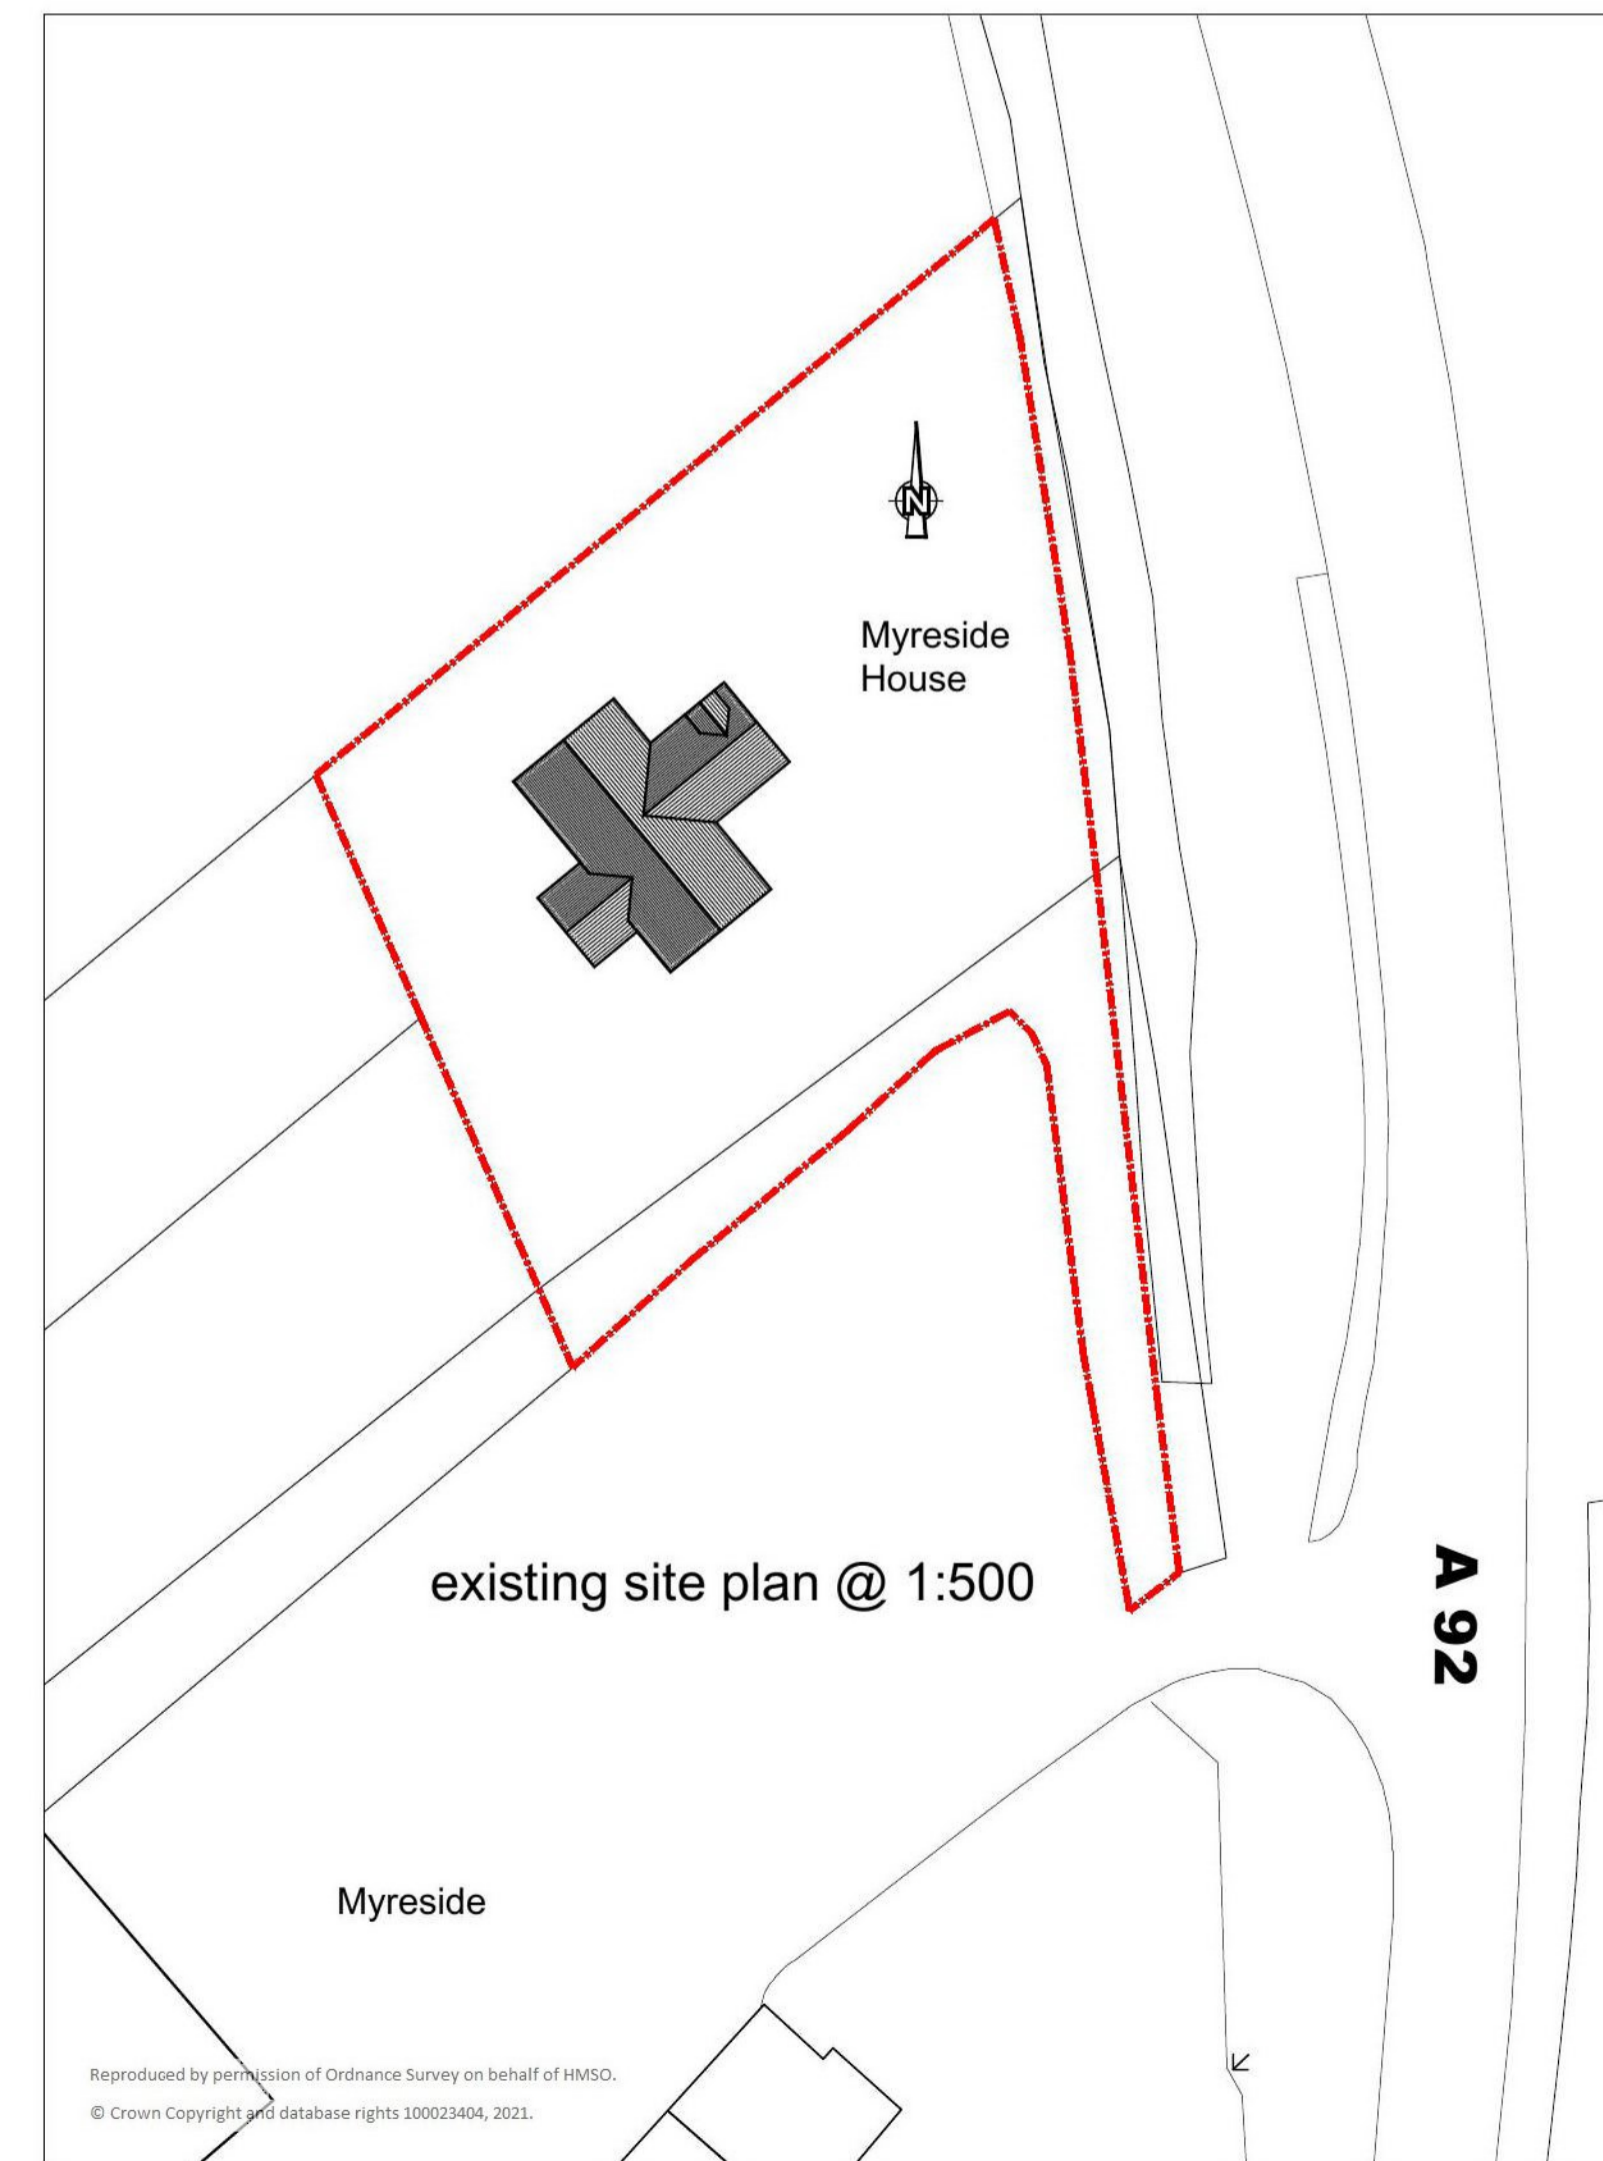 N
Myreside
House
existing site plan @ 1:500
A 92
Myreside
Reproduced by permission of Ordnance Survey on behalf of HMSO.
© Crown Copyright and database rights 100023404, 2021.